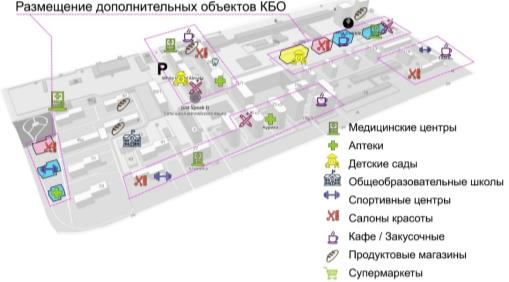 Размещение дополнительных объектов КБО
P
Медицинские центры
Аптеки
Детские сады
Общеобразовательные школы
Спортивные центры
Салоны красоты
Кафе / Закусочные
Продуктовые магазины
Супермаркеты